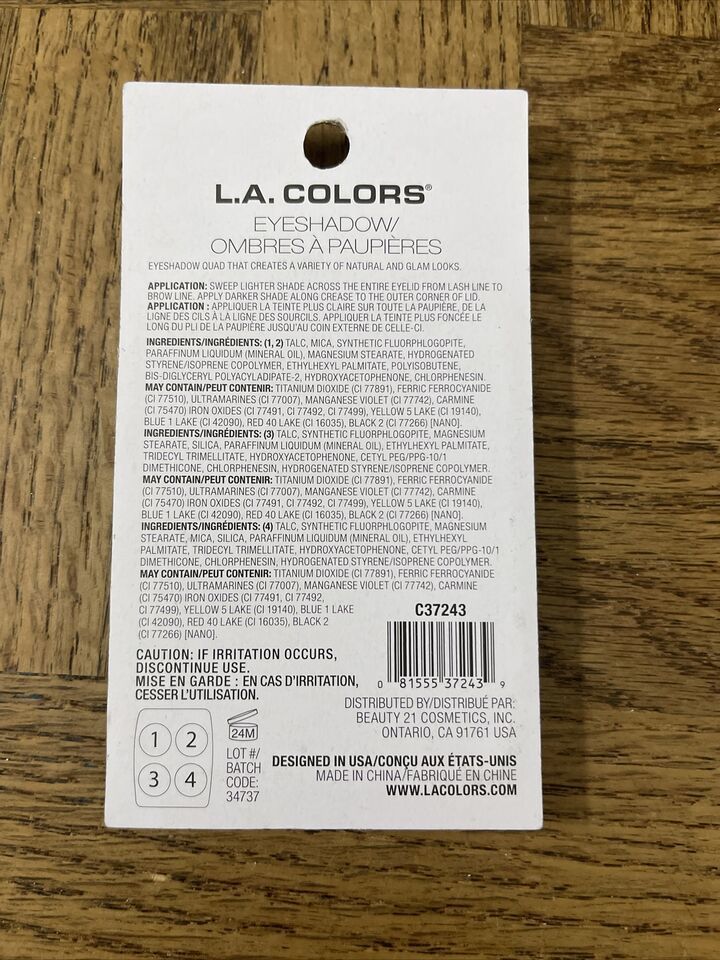 L.A. COLORS®
EYESHADOW/
OMBRES À PAUPIÈRES
EYESHADOW QUAD THAT CREATES A VARIETY OF NATURAL AND GLAM LOOKS.
APPLICATION: SWEEP LIGHTER SHADE ACROSS THE ENTIRE EYELID FROM LASH LINE TO
BROW LINE. APPLY DARKER SHADE ALONG CREASE TO THE OUTER CORNER OF LID.
APPLICATION : APPLIQUER LA TEINTE PLUS CLAIRE SUR TOUTE LA PAUPIÈRE, DE LA
LIGNE DES CILS À LA LIGNE DES SOURCILS. APPLIQUER LA TEINTE PLUS FONCÉE LE
LONG DU PLI DE LA PAUPIÈRE JUSQU'AU COIN EXTERNE DE CELLE-CI.
INGREDIENTS/INGRÉDIENTS: (1, 2) TALC, MICA, SYNTHETIC FLUORPHLOGOPITE,
PARAFFINUM LIQUIDUM (MINERAL OIL), MAGNESIUM STEARATE, HYDROGENATED
STYRENE/ISOPRENE COPOLYMER, ETHYLHEXYL PALMITATE, POLYISOBUTENE,
BIS-DIGLYCERYL POLYACYLADIPATE-2, HYDROXYACETOPHENONE, CHLORPHENESIN.
MAY CONTAIN/PEUT CONTENIR: TITANIUM DIOXIDE (CI 77891), FERRIC FERROCYANIDE
(CI 77510), ULTRAMARINES (CI 77007), MANGANESE VIOLET (CI 77742), CARMINE
(CI 75470) IRON OXIDES (CI 77491, CI 77492, CI 77499), YELLOW 5 LAKE (CI 19140),
BLUE 1 LAKE (CI 42090), RED 40 LAKE (CI 16035), BLACK 2 (CI 77266) [NANO].
INGREDIENTS/INGRÉDIENTS: (3) TALC, SYNTHETIC FLUORPHLOGOPITE, MAGNESIUM
STEARATE, SILICA, PARAFFINUM LIQUIDUM (MINERAL OIL), ETHYLHEXYL PALMITATE,
TRIDECYL TRIMELLITATE, HYDROXYACETOPHENONE, CETYL PEG/PPG-10/1
DIMETHICONE, CHLORPHENESIN, HYDROGENATED STYRENE/ISOPRENE COPOLYMER.
MAY CONTAIN/PEUT CONTENIR: TITANIUM DIOXIDE (CI 77891), FERRIC FERROCYANIDE
(CI 77510), ULTRAMARINES (CI 77007), MANGANESE VIOLET (CI 77742), CARMINE
(CI 75470) IRON OXIDES (CI 77491, CI 77492, CI 77499), YELLOW 5 LAKE (CI 19140),
BLUE 1 LAKE (CI 42090), RED 40 LAKE (CI 16035), BLACK 2 (CI 77266) [NANO].
INGREDIENTS/INGRÉDIENTS: (4) TALC, SYNTHETIC FLUORPHLOGOPITE, MAGNESIUM
STEARATE, MICA, SILICA, PARAFFINUM LIQUIDUM (MINERAL OIL), ETHYLHEXYL
PALMITATE, TRIDECYL TRIMELLITATE, HYDROXYACETOPHENONE, CETYL PEG/PPG-10/1
DIMETHICONE, CHLORPHENESIN, HYDROGENATED STYRENE/ISOPRENE COPOLYMER.
MAY CONTAIN/PEUT CONTENIR: TITANIUM DIOXIDE (CI 77891), FERRIC FERROCYANIDE
(CI 77510), ULTRAMARINES (CI 77007), MANGANESE VIOLET (CI 77742), CARMINE
(CI 75470) IRON OXIDES (CI 77491, CI 77492,
CI 77499), YELLOW 5 LAKE (CI 19140), BLUE 1 LAKE
(CI 42090), RED 40 LAKE (CI 16035), BLACK 2
(CI 77266) [NANO].
CAUTION: IF IRRITATION OCCURS,
DISCONTINUE USE.
MISE EN GARDE : EN CAS D'IRRITATION,
CESSER L'UTILISATION.
C37243
0 81555 37243 9
DISTRIBUTED BY/DISTRIBUÉ PAR:
BEAUTY 21 COSMETICS, INC.
ONTARIO, CA 91761 USA
1 2
3 4
24M
LOT #/
BATCH
CODE:
34737
DESIGNED IN USA/CONÇU AUX ÉTATS-UNIS
MADE IN CHINA/FABRIQUÉ EN CHINE
WWW.LACOLORS.COM